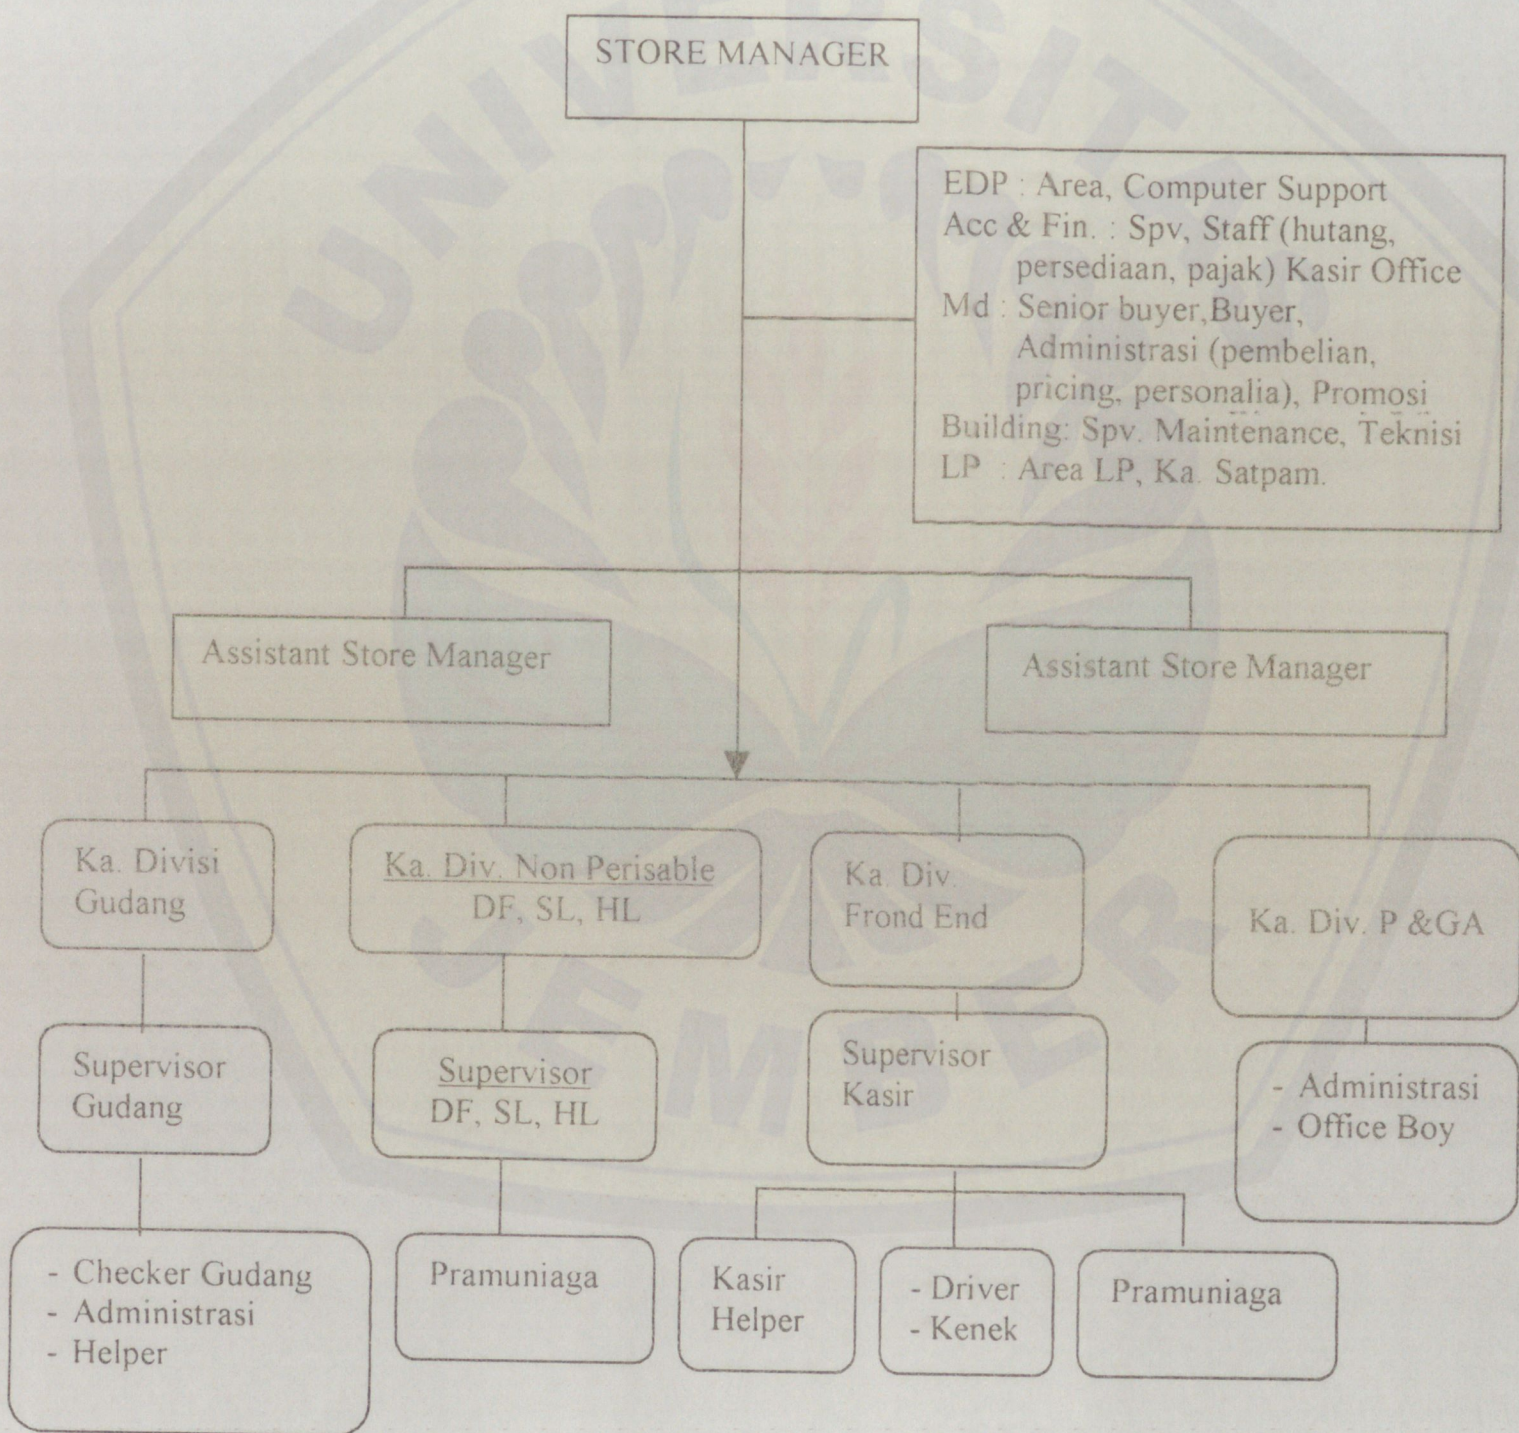 UNIVERSITAS
STORE MANAGER
EDP : Area, Computer Support
Acc & Fin. : Spv, Staff (hutang,
persediaan, pajak) Kasir Office
Md : Senior buyer,Buyer,
Administrasi (pembelian,
pricing, personalia), Promosi
Building: Spv. Maintenance, Teknisi
LP : Area LP, Ka. Satpam.
Assistant Store Manager
Assistant Store Manager
Ka. Divisi
Gudang
Ka. Div. Non Perisable
DF, SL, HL
Ka. Div.
Frond End
Ka. Div. P &GA
Supervisor
Gudang
Supervisor
DF, SL, HL
Supervisor
Kasir
- Administrasi
- Office Boy
- Checker Gudang
- Administrasi
- Helper
Pramuniaga
Kasir
Helper
- Driver
- Kenek
Pramuniaga
JEMBER